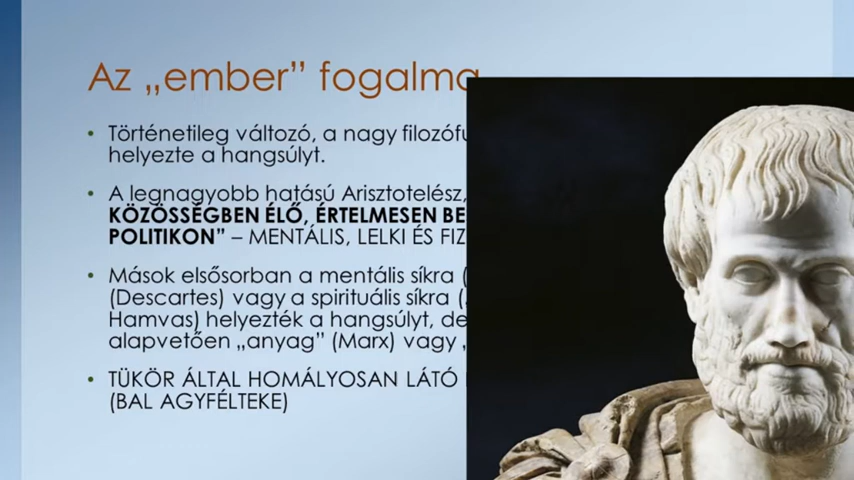 Az „ember” fogalma
• Történetileg változó, a nagy filozófu
helyezte a hangsúlyt.
• A legnagyobb hatású Arisztotelész,
KÖZÖSSÉGBEN ÉLŐ, ÉRTELMESEN BE
POLITIKON” – MENTÁLIS, LELKI ÉS FIZ
• Mások elsősorban a mentális síkra (
(Descartes) vagy a spirituális síkra (
Hamvas) helyezték a hangsúlyt, de
alapvetően „anyag” (Marx) vagy „
• TÜKÖR ÁLTAL HOMÁLYOSAN LÁTÓ
(BAL AGYFÉLTEKE)